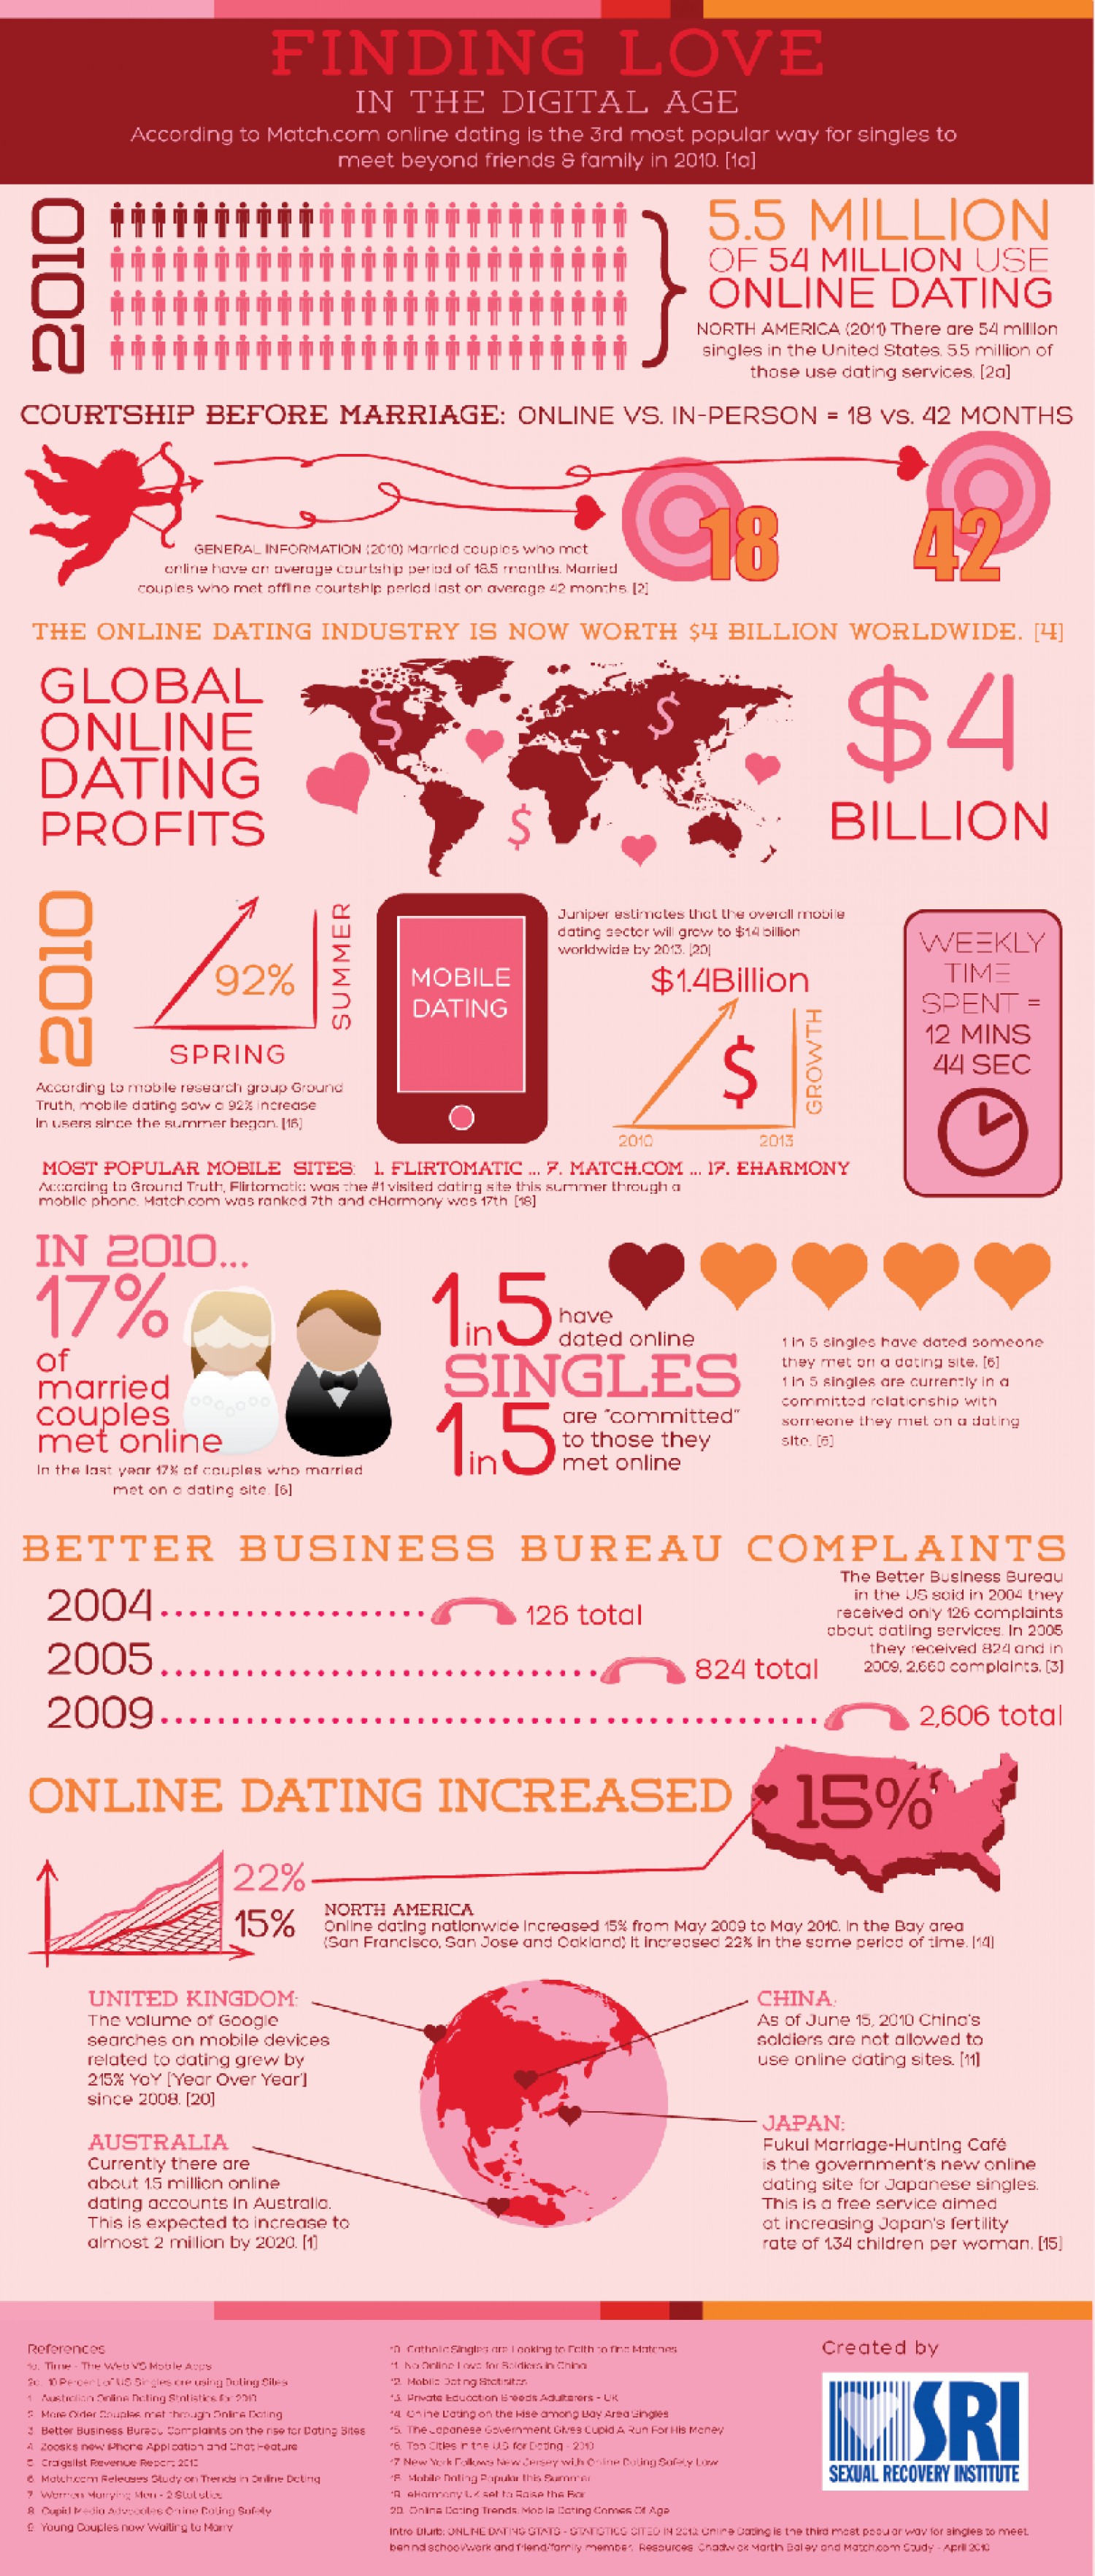 FINDING LOVE
IN THE DIGITAL AGE
According to Match.com online dating is the 3rd most popular way for singles to
meet beyond friends & family in 2010. [1a]
2010
5.5 MILLION
OF 54 MILLION USE
ONLINE DATING
NORTH AMERICA (2011) There are 54 million
singles in the United States. 5.5 million of
those use dating services. [2a]
COURTSHIP BEFORE MARRIAGE: ONLINE VS. IN-PERSON = 18 vs. 42 MONTHS
18
42
GENERAL INFORMATION (2010) Married couples who met
online have an average courtship period of 18.5 months. Married
couples who met offline courtship period last on average 42 months. [2]
THE ONLINE DATING INDUSTRY IS NOW WORTH $4 BILLION WORLDWIDE. [4]
GLOBAL
ONLINE
DATING
PROFITS
$
$
$
$4
BILLION
2010
92%
SUMMER
SPRING
According to mobile research group Ground
Truth, mobile dating saw a 92% increase
in users since the summer began. [16]
MOBILE
DATING
Juniper estimates that the overall mobile
dating sector will grow to $1.4 billion
worldwide by 2013. [20]
$1.4Billion
$
GROWTH
2010
2013
WEEKLY
TIME
SPENT =
12 MINS
44 SEC
MOST POPULAR MOBILE SITES: 1. FLIRTOMATIC ... 7. MATCH.COM ... 17. EHARMONY
According to Ground Truth, Flirtomatic was the #1 visited dating site this summer through a
mobile phone. Match.com was ranked 7th and eHarmony was 17th [18]
IN 2010...
17%
of
married
couples
met online
In the last year 17% of couples who married
met on a dating site. [6]
1in5 have
dated online
SINGLES
1in5 are "committed"
to those they
met online
1 in 5 singles have dated someone
they met on a dating site. [6]
1 in 5 singles are currently in a
committed relationship with
someone they met on a dating
site. [6]
BETTER BUSINESS BUREAU COMPLAINTS
2004 126 total
2005 824 total
2009 2,606 total
The Better Business Bureau
in the US said in 2004 they
received only 126 complaints
about datiing services. In 2005
they received 824 and in
2009, 2,660 complaints. [3]
ONLINE DATING INCREASED
15%
22%
15%
NORTH AMERICA
Online dating nationwide increased 15% from May 2009 to May 2010. In the Bay area
(San Francisco, San Jose and Oakland) it increased 22% in the same period of time. [14]
UNITED KINGDOM:
The volume of Google
searches on mobile devices
related to dating grew by
215% YoY ['Year Over Year']
since 2008. [20]
AUSTRALIA
Currently there are
about 1.5 million online
dating accounts in Australia.
This is expected to increase to
almost 2 million by 2020. [1]
CHINA:
As of June 15, 2010 China's
soldiers are not allowed to
use online dating sites. [11]
JAPAN:
Fukui Marriage-Hunting Café
is the government's new online
dating site for Japanese singles.
This is a free service aimed
at increasing Japan's fertility
rate of 1.34 children per woman. [15]
References
1a. Time - The Web VS Mobile Apps
2a. 10 Percent of US Singles are using Dating Sites
1. Australian Online Dating Statistics for 2010
2. More Older Couples met through Online Dating
3. Better Business Bureau Complaints on the rise for Dating Sites
4. Zoosk's new iPhone Application and Chat Feature
5. Craigslist Revenue Report: 2010
6. Match.com Releases Study on Trends in Online Dating
7. Women Marrying Men - 2 Statistics
8. Cupid Media Advocates Online Dating Safety
9. Young Couples now Waiting to Marry
10. Catholic Singles are Looking to Faith to find Matches
11. No Online Love for Soldiers in China
12. Mobile Dating Statistics
13. Private Education Breeds Adulterers - UK
14. Online Dating on the Rise among Bay Area Singles
15. The Japanese Government Gives Cupid A Run For His Money
16. Top Cities in the U.S for Dating - 2010
17. New York Follows New Jersey with Online Dating Safety Law
18. Mobile Dating Popular this Summer
19. eHarmony UK set to Raise the Bar
20. Online Dating Trends. Mobile Dating Comes Of Age
Intro Blurb: ONLINE DATING STATS - STATISTICS CITED IN Online Dating is the third most popular way for singles to meet,
behind school/work and friend/family member. Resources: Chadwick Martin Bailey and Match.com Study - April 2010
Created by
SRI
SEXUAL RECOVERY INSTITUTE